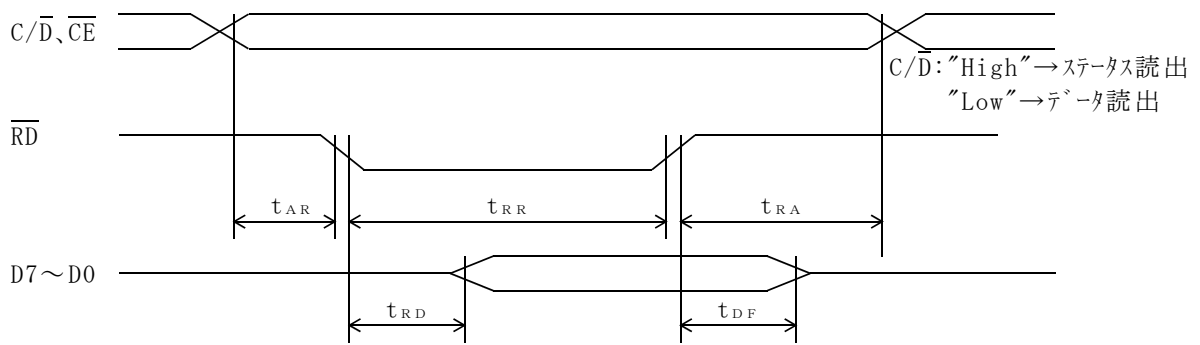 C/D̅、C̅E̅
C/D̅:"High"→ｽﾃｰﾀｽ読出
"Low"→ﾃﾞｰﾀ読出
R̅D̅
tAR
tRR
tRA
D7～D0
tRD
tDF